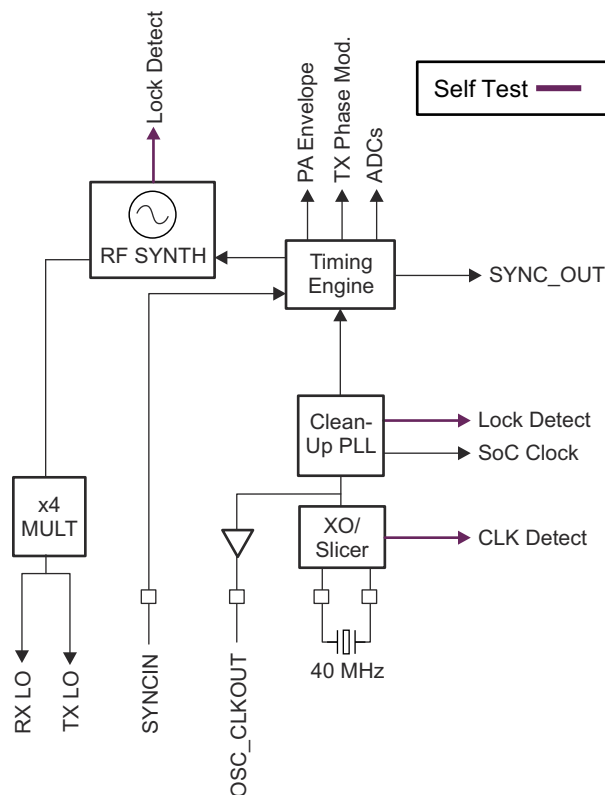 Lock Detect
PA Envelope
TX Phase Mod.
ADCs
Self Test
RF SYNTH
Timing
Engine
SYNC_OUT
Clean-
Up PLL
Lock Detect
SoC Clock
x4
MULT
XO/
Slicer
CLK Detect
40 MHz
RX LO
TX LO
SYNCIN
OSC_CLKOUT